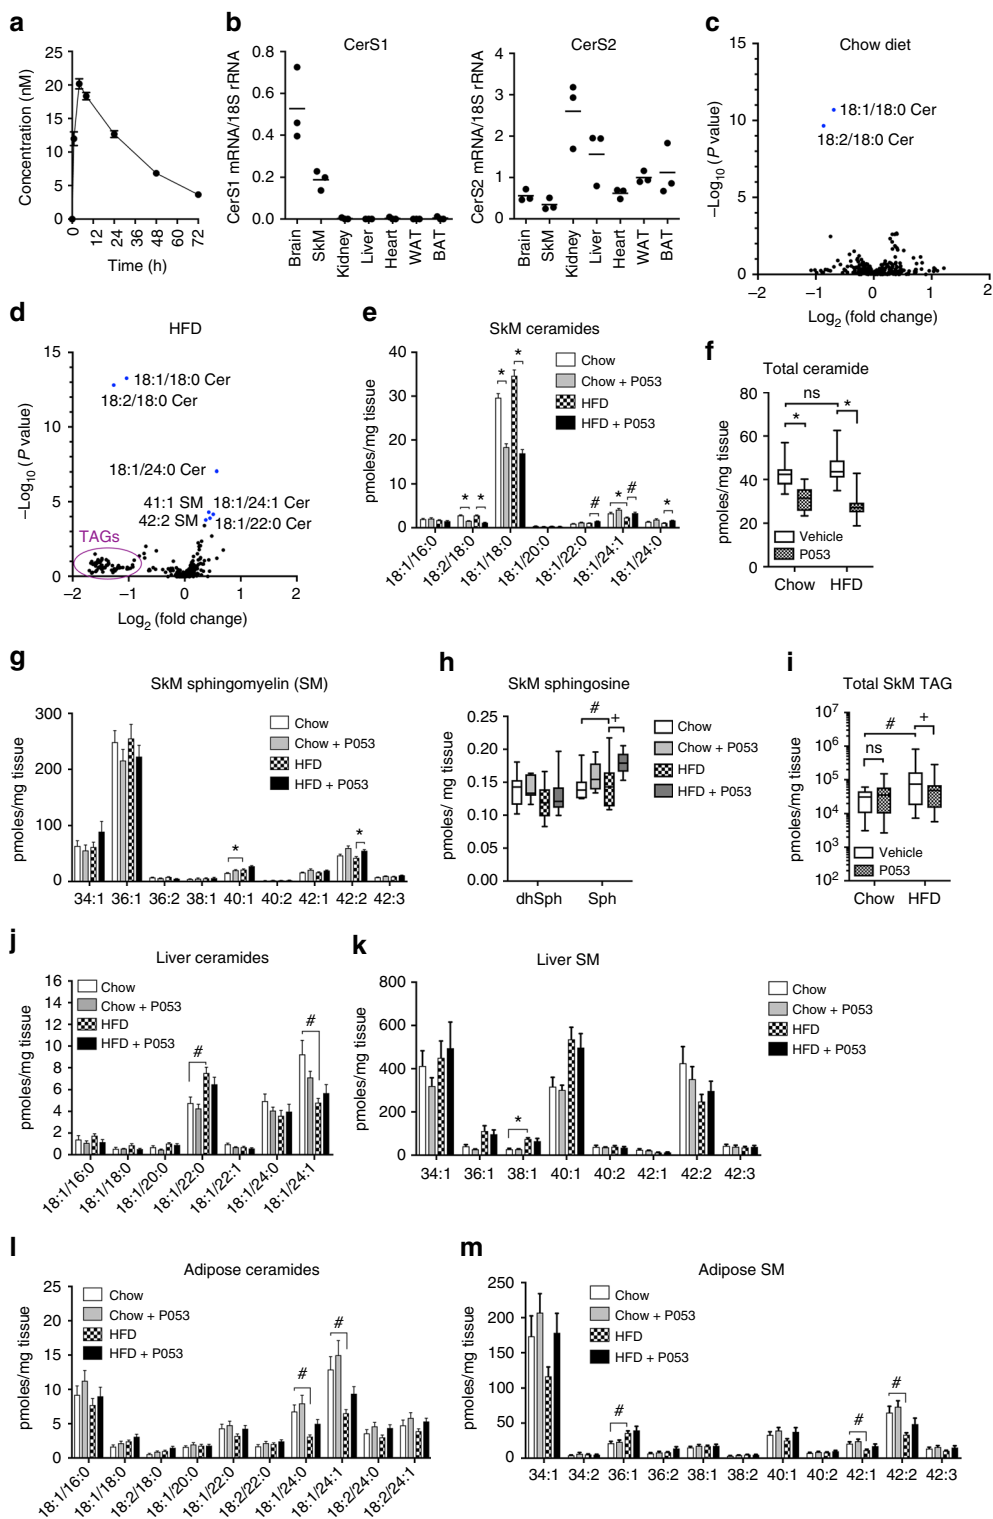 a
Concentration (nM)
25
20
15
10
5
0
0 12 24 36 48 60 72
Time (h)
b
CerS1
CerS1 mRNA/18S rRNA
0.8
0.6
0.4
0.2
0.0
Brain
SkM
Kidney
Liver
Heart
WAT
BAT
CerS2
CerS2 mRNA/18S rRNA
4
3
2
1
0
Brain
SkM
Kidney
Liver
Heart
WAT
BAT
c
Chow diet
–Log10 (P value)
15
10
5
0
18:1/18:0 Cer
18:2/18:0 Cer
–2 –1 0 1 2
Log2 (fold change)
d
HFD
–Log10 (P value)
15
10
5
0
18:1/18:0 Cer
18:2/18:0 Cer
18:1/24:0 Cer
41:1 SM 18:1/24:1 Cer
42:2 SM 18:1/22:0 Cer
TAGs
–2 –1 0 1 2
Log2 (fold change)
e
SkM ceramides
pmoles/mg tissue
40
30
20
10
0
Chow
Chow + P053
HFD
HFD + P053
* * * * # * # *
18:1/16:0
18:2/18:0
18:1/18:0
18:1/20:0
18:1/22:0
18:1/24:1
18:1/24:0
f
Total ceramide
pmoles/mg tissue
80
60
40
20
0
ns
* *
Vehicle
P053
Chow HFD
g
SkM sphingomyelin (SM)
pmoles/mg tissue
300
200
100
0
Chow
Chow + P053
HFD
HFD + P053
* *
34:1 36:1 36:2 38:1 40:1 40:2 42:1 42:2 42:3
h
SkM sphingosine
pmoles/ mg tissue
0.25
0.20
0.15
0.10
0.05
0.00
# +
Chow
Chow + P053
HFD
HFD + P053
dhSph Sph
i
Total SkM TAG
pmoles/mg tissue
107
106
105
104
103
102
# +
ns
Vehicle
P053
Chow HFD
j
Liver ceramides
pmoles/mg tissue
16
14
12
10
8
6
4
2
0
Chow
Chow + P053
HFD
HFD + P053
# #
18:1/16:0
18:1/18:0
18:1/20:0
18:1/22:0
18:1/22:1
18:1/24:0
18:1/24:1
k
Liver SM
pmoles/mg tissue
800
600
400
200
0
*
Chow
Chow + P053
HFD
HFD + P053
34:1 36:1 38:1 40:1 40:2 42:1 42:2 42:3
l
Adipose ceramides
pmoles/mg tissue
25
20
15
10
5
0
Chow
Chow + P053
HFD
HFD + P053
# #
18:1/16:0
18:1/18:0
18:2/18:0
18:1/20:0
18:1/22:0
18:2/22:0
18:1/24:0
18:1/24:1
18:2/24:0
18:2/24:1
m
Adipose SM
pmoles/mg tissue
250
200
150
100
50
0
Chow
Chow + P053
HFD
HFD + P053
# # #
34:1 34:2 36:1 36:2 38:1 38:2 40:1 40:2 42:1 42:2 42:3